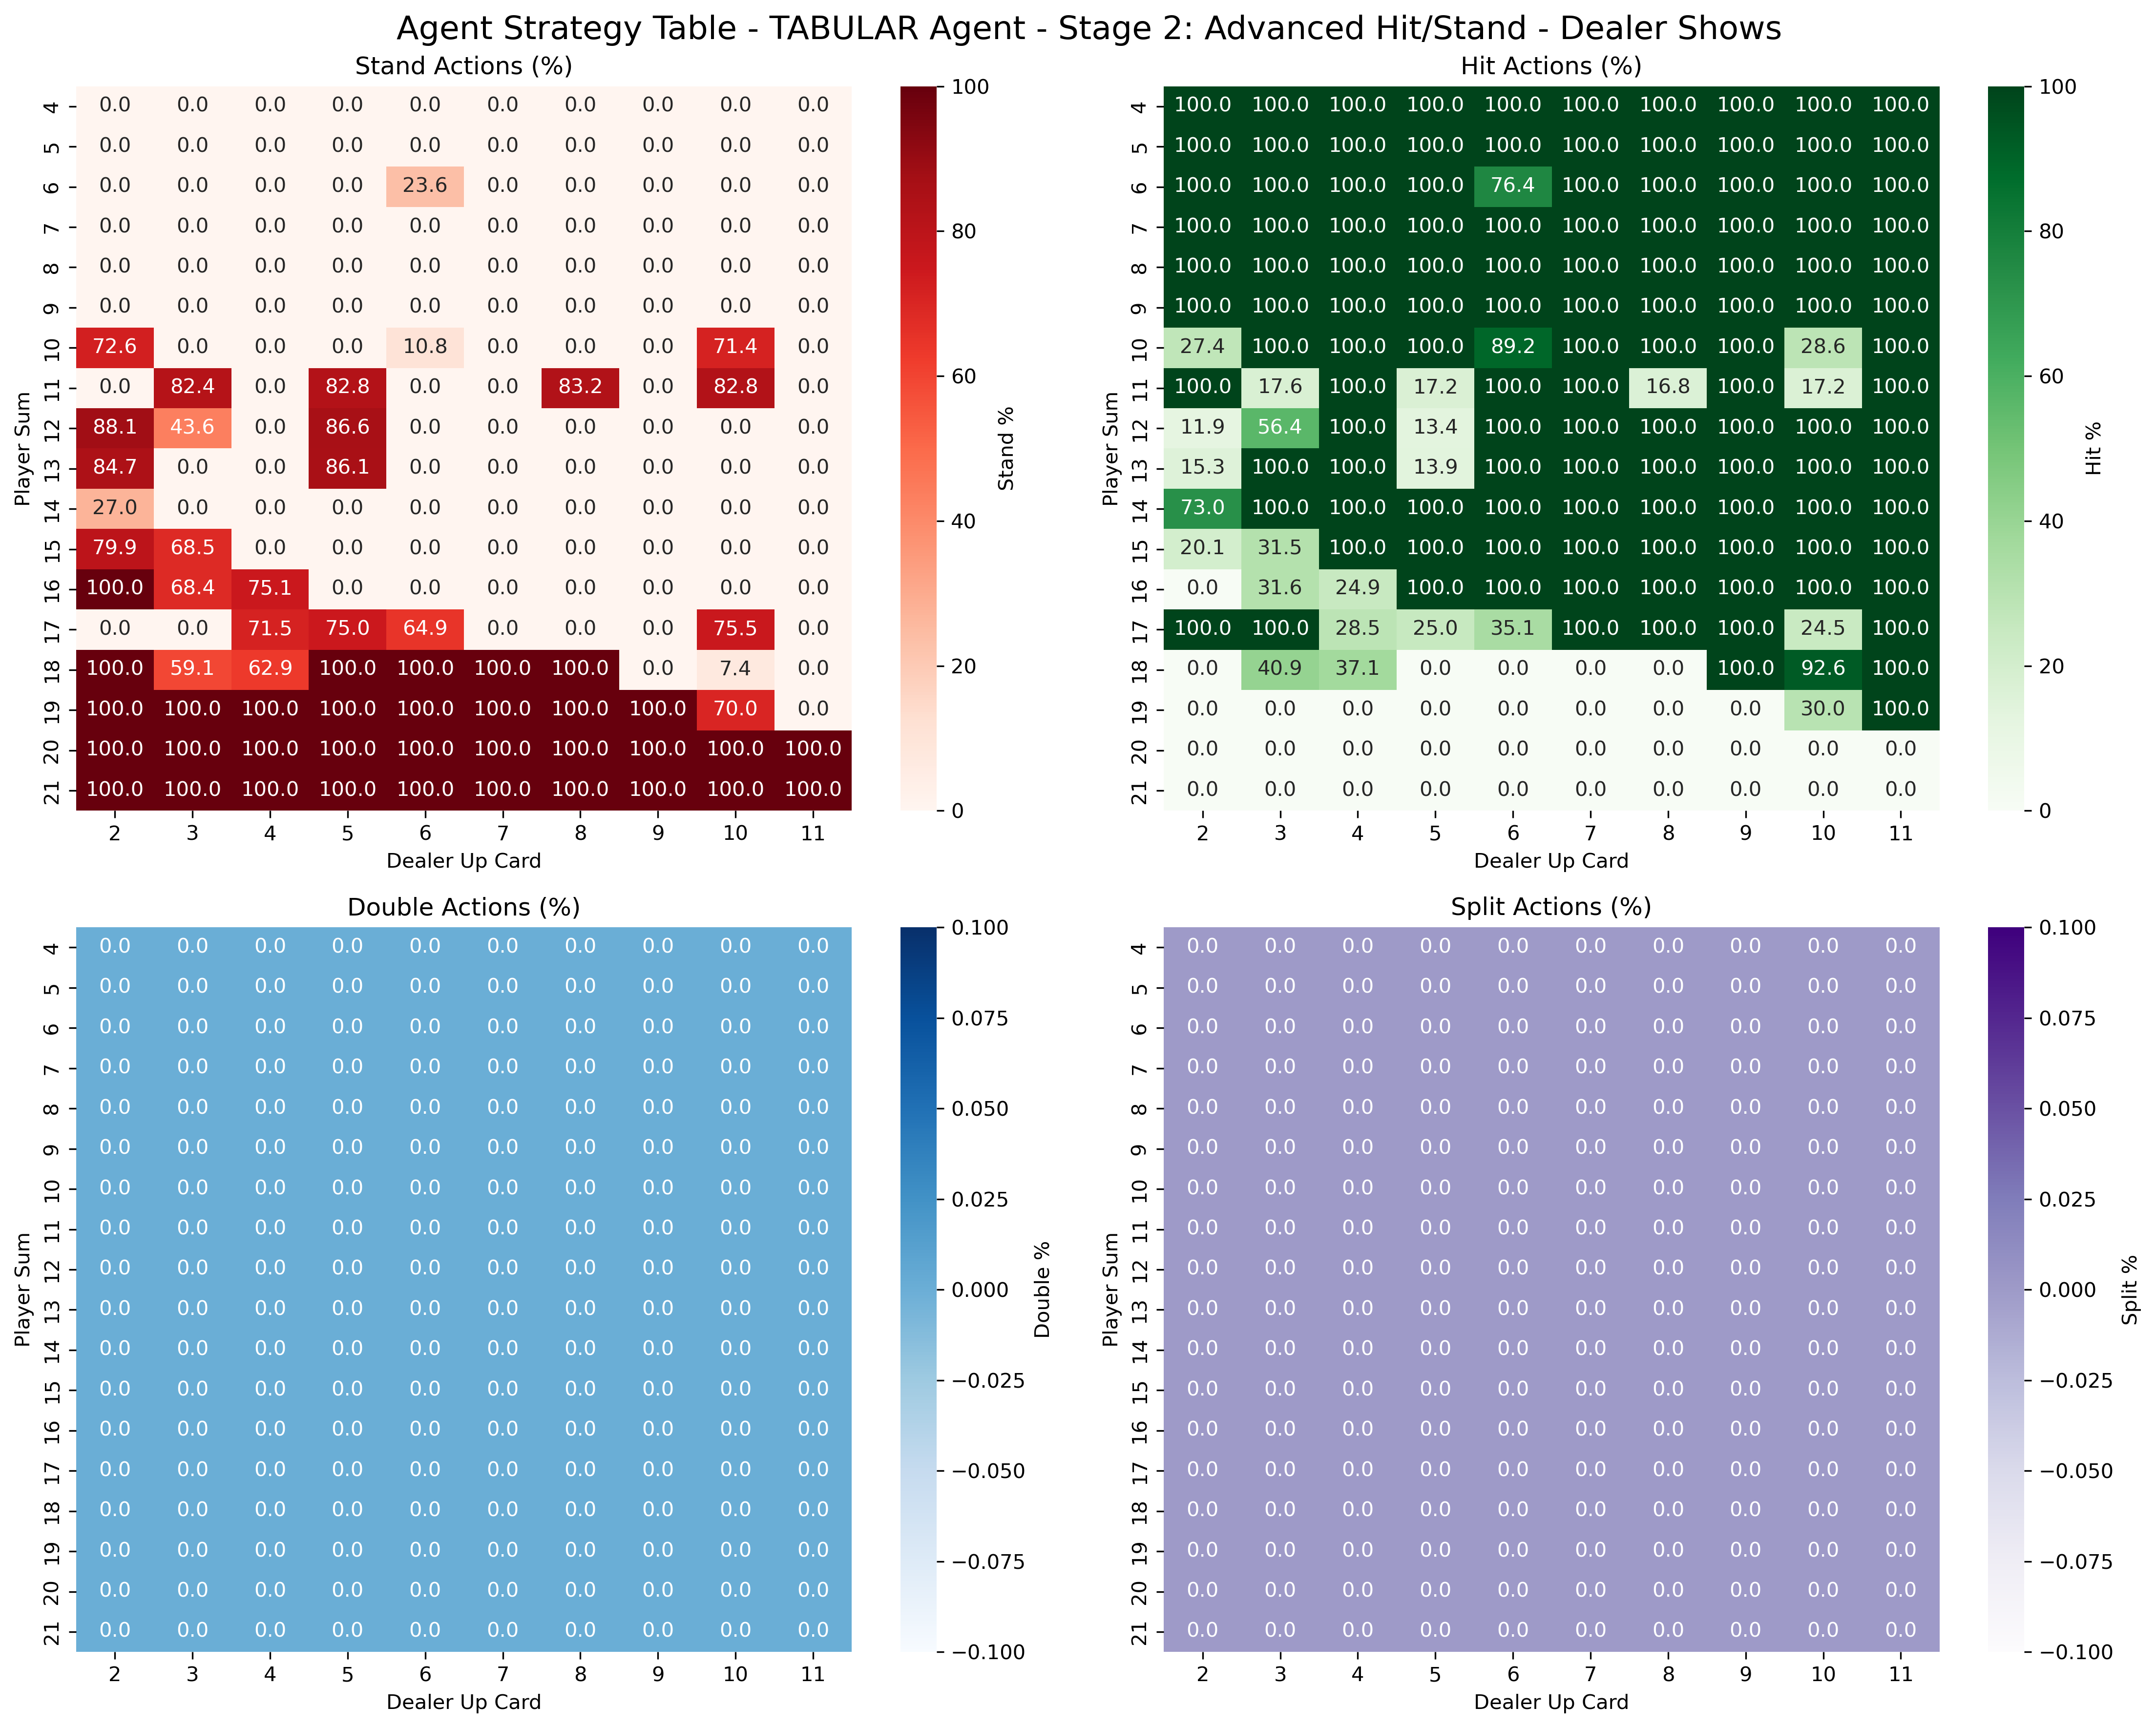 Agent Strategy Table - TABULAR Agent - Stage 2: Advanced Hit/Stand - Dealer Shows
Stand Actions (%)
4 0.0 0.0 0.0 0.0 0.0 0.0 0.0 0.0 0.0 0.0
5 0.0 0.0 0.0 0.0 0.0 0.0 0.0 0.0 0.0 0.0
6 0.0 0.0 0.0 0.0 23.6 0.0 0.0 0.0 0.0 0.0
7 0.0 0.0 0.0 0.0 0.0 0.0 0.0 0.0 0.0 0.0
8 0.0 0.0 0.0 0.0 0.0 0.0 0.0 0.0 0.0 0.0
9 0.0 0.0 0.0 0.0 0.0 0.0 0.0 0.0 0.0 0.0
10 72.6 0.0 0.0 0.0 10.8 0.0 0.0 0.0 71.4 0.0
11 0.0 82.4 0.0 82.8 0.0 0.0 83.2 0.0 82.8 0.0
12 88.1 43.6 0.0 86.6 0.0 0.0 0.0 0.0 0.0 0.0
13 84.7 0.0 0.0 86.1 0.0 0.0 0.0 0.0 0.0 0.0
14 27.0 0.0 0.0 0.0 0.0 0.0 0.0 0.0 0.0 0.0
15 79.9 68.5 0.0 0.0 0.0 0.0 0.0 0.0 0.0 0.0
16 100.0 68.4 75.1 0.0 0.0 0.0 0.0 0.0 0.0 0.0
17 0.0 0.0 71.5 75.0 64.9 0.0 0.0 0.0 75.5 0.0
18 100.0 59.1 62.9 100.0 100.0 100.0 100.0 0.0 7.4 0.0
19 100.0 100.0 100.0 100.0 100.0 100.0 100.0 100.0 70.0 0.0
20 100.0 100.0 100.0 100.0 100.0 100.0 100.0 100.0 100.0 100.0
21 100.0 100.0 100.0 100.0 100.0 100.0 100.0 100.0 100.0 100.0
2 3 4 5 6 7 8 9 10 11
Dealer Up Card
Player Sum
100
80
60
40
20
0
Stand %
Hit Actions (%)
4 100.0 100.0 100.0 100.0 100.0 100.0 100.0 100.0 100.0 100.0
5 100.0 100.0 100.0 100.0 100.0 100.0 100.0 100.0 100.0 100.0
6 100.0 100.0 100.0 100.0 76.4 100.0 100.0 100.0 100.0 100.0
7 100.0 100.0 100.0 100.0 100.0 100.0 100.0 100.0 100.0 100.0
8 100.0 100.0 100.0 100.0 100.0 100.0 100.0 100.0 100.0 100.0
9 100.0 100.0 100.0 100.0 100.0 100.0 100.0 100.0 100.0 100.0
10 27.4 100.0 100.0 100.0 89.2 100.0 100.0 100.0 28.6 100.0
11 100.0 17.6 100.0 17.2 100.0 100.0 16.8 100.0 17.2 100.0
12 11.9 56.4 100.0 13.4 100.0 100.0 100.0 100.0 100.0 100.0
13 15.3 100.0 100.0 13.9 100.0 100.0 100.0 100.0 100.0 100.0
14 73.0 100.0 100.0 100.0 100.0 100.0 100.0 100.0 100.0 100.0
15 20.1 31.5 100.0 100.0 100.0 100.0 100.0 100.0 100.0 100.0
16 0.0 31.6 24.9 100.0 100.0 100.0 100.0 100.0 100.0 100.0
17 100.0 100.0 28.5 25.0 35.1 100.0 100.0 100.0 24.5 100.0
18 0.0 40.9 37.1 0.0 0.0 0.0 0.0 100.0 92.6 100.0
19 0.0 0.0 0.0 0.0 0.0 0.0 0.0 0.0 30.0 100.0
20 0.0 0.0 0.0 0.0 0.0 0.0 0.0 0.0 0.0 0.0
21 0.0 0.0 0.0 0.0 0.0 0.0 0.0 0.0 0.0 0.0
2 3 4 5 6 7 8 9 10 11
Dealer Up Card
Player Sum
100
80
60
40
20
0
Hit %
Double Actions (%)
4 0.0 0.0 0.0 0.0 0.0 0.0 0.0 0.0 0.0 0.0
5 0.0 0.0 0.0 0.0 0.0 0.0 0.0 0.0 0.0 0.0
6 0.0 0.0 0.0 0.0 0.0 0.0 0.0 0.0 0.0 0.0
7 0.0 0.0 0.0 0.0 0.0 0.0 0.0 0.0 0.0 0.0
8 0.0 0.0 0.0 0.0 0.0 0.0 0.0 0.0 0.0 0.0
9 0.0 0.0 0.0 0.0 0.0 0.0 0.0 0.0 0.0 0.0
10 0.0 0.0 0.0 0.0 0.0 0.0 0.0 0.0 0.0 0.0
11 0.0 0.0 0.0 0.0 0.0 0.0 0.0 0.0 0.0 0.0
12 0.0 0.0 0.0 0.0 0.0 0.0 0.0 0.0 0.0 0.0
13 0.0 0.0 0.0 0.0 0.0 0.0 0.0 0.0 0.0 0.0
14 0.0 0.0 0.0 0.0 0.0 0.0 0.0 0.0 0.0 0.0
15 0.0 0.0 0.0 0.0 0.0 0.0 0.0 0.0 0.0 0.0
16 0.0 0.0 0.0 0.0 0.0 0.0 0.0 0.0 0.0 0.0
17 0.0 0.0 0.0 0.0 0.0 0.0 0.0 0.0 0.0 0.0
18 0.0 0.0 0.0 0.0 0.0 0.0 0.0 0.0 0.0 0.0
19 0.0 0.0 0.0 0.0 0.0 0.0 0.0 0.0 0.0 0.0
20 0.0 0.0 0.0 0.0 0.0 0.0 0.0 0.0 0.0 0.0
21 0.0 0.0 0.0 0.0 0.0 0.0 0.0 0.0 0.0 0.0
2 3 4 5 6 7 8 9 10 11
Dealer Up Card
Player Sum
0.100
0.075
0.050
0.025
0.000
−0.025
−0.050
−0.075
−0.100
Double %
Split Actions (%)
4 0.0 0.0 0.0 0.0 0.0 0.0 0.0 0.0 0.0 0.0
5 0.0 0.0 0.0 0.0 0.0 0.0 0.0 0.0 0.0 0.0
6 0.0 0.0 0.0 0.0 0.0 0.0 0.0 0.0 0.0 0.0
7 0.0 0.0 0.0 0.0 0.0 0.0 0.0 0.0 0.0 0.0
8 0.0 0.0 0.0 0.0 0.0 0.0 0.0 0.0 0.0 0.0
9 0.0 0.0 0.0 0.0 0.0 0.0 0.0 0.0 0.0 0.0
10 0.0 0.0 0.0 0.0 0.0 0.0 0.0 0.0 0.0 0.0
11 0.0 0.0 0.0 0.0 0.0 0.0 0.0 0.0 0.0 0.0
12 0.0 0.0 0.0 0.0 0.0 0.0 0.0 0.0 0.0 0.0
13 0.0 0.0 0.0 0.0 0.0 0.0 0.0 0.0 0.0 0.0
14 0.0 0.0 0.0 0.0 0.0 0.0 0.0 0.0 0.0 0.0
15 0.0 0.0 0.0 0.0 0.0 0.0 0.0 0.0 0.0 0.0
16 0.0 0.0 0.0 0.0 0.0 0.0 0.0 0.0 0.0 0.0
17 0.0 0.0 0.0 0.0 0.0 0.0 0.0 0.0 0.0 0.0
18 0.0 0.0 0.0 0.0 0.0 0.0 0.0 0.0 0.0 0.0
19 0.0 0.0 0.0 0.0 0.0 0.0 0.0 0.0 0.0 0.0
20 0.0 0.0 0.0 0.0 0.0 0.0 0.0 0.0 0.0 0.0
21 0.0 0.0 0.0 0.0 0.0 0.0 0.0 0.0 0.0 0.0
2 3 4 5 6 7 8 9 10 11
Dealer Up Card
Player Sum
0.100
0.075
0.050
0.025
0.000
−0.025
−0.050
−0.075
−0.100
Split %